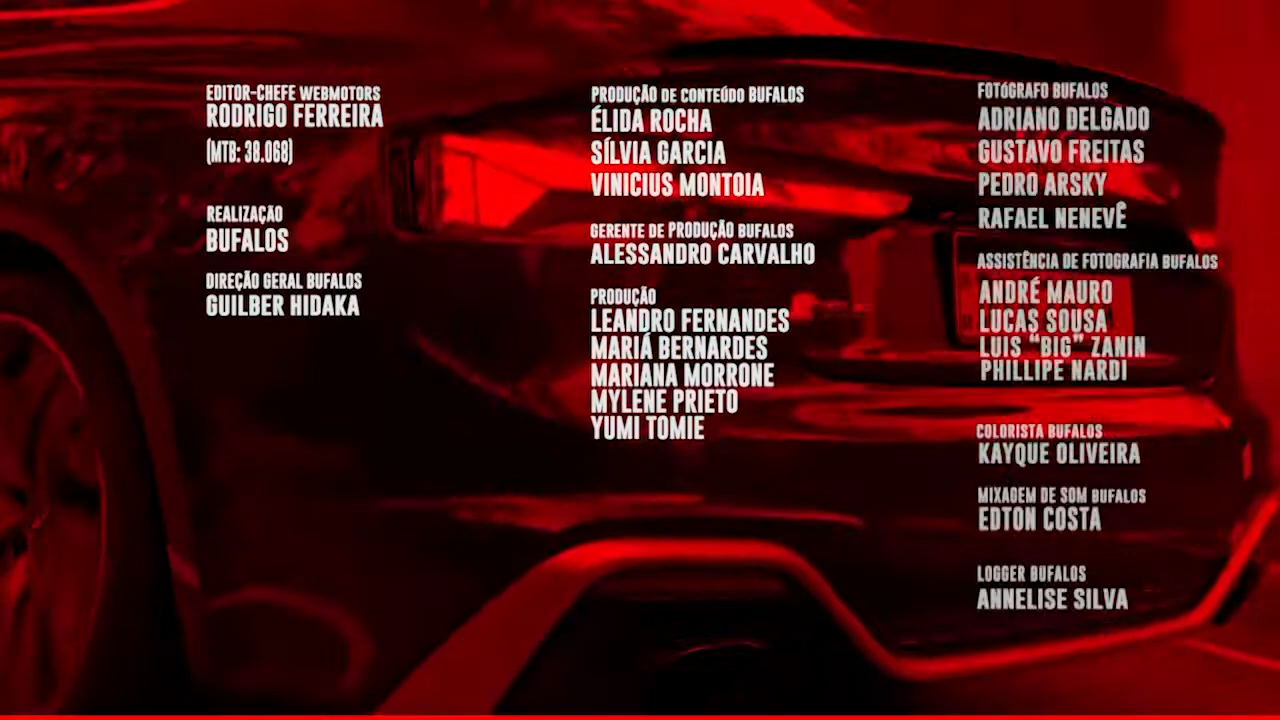 EDITOR-CHEFE WEBMOTORS
RODRIGO FERREIRA
(MTB: 38.068)
REALIZAÇÃO
BUFALOS
DIREÇÃO GERAL BUFALOS
GUILBER HIDAKA
PRODUÇÃO DE CONTEÚDO BUFALOS
ÉLIDA ROCHA
SÍLVIA GARCIA
VINICIUS MONTOIA
GERENTE DE PRODUÇÃO BUFALOS
ALESSANDRO CARVALHO
PRODUÇÃO
LEANDRO FERNANDES
MARIÁ BERNARDES
MARIANA MORRONE
MYLENE PRIETO
YUMI TOMIE
FOTÓGRAFO BUFALOS
ADRIANO DELGADO
GUSTAVO FREITAS
PEDRO ARSKY
RAFAEL NENEVÊ
ASSISTÊNCIA DE FOTOGRAFIA BUFALOS
ANDRÉ MAURO
LUCAS SOUSA
LUIS “BIG” ZANIN
PHILLIPE NARDI
COLORISTA BUFALOS
KAYQUE OLIVEIRA
MIXAGEM DE SOM BUFALOS
EDTON COSTA
LOGGER BUFALOS
ANNELISE SILVA